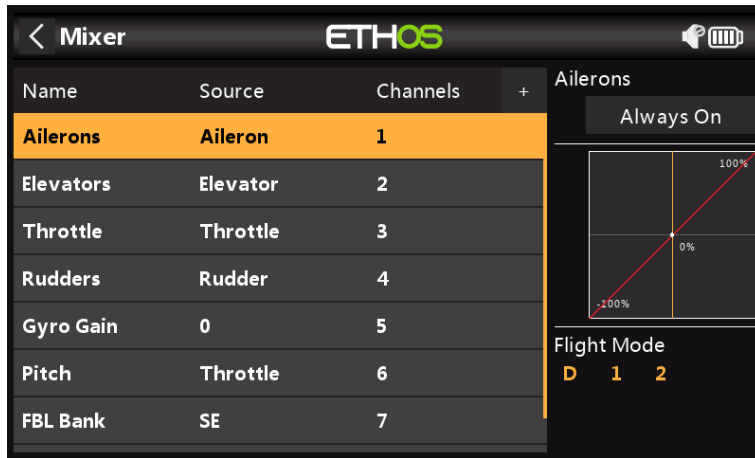 Mixer ETHOS
Name Source Channels +
Ailerons Aileron 1
Elevators Elevator 2
Throttle Throttle 3
Rudders Rudder 4
Gyro Gain 0 5
Pitch Throttle 6
FBL Bank SE 7
Ailerons
Always On
100%
0%
-100%
Flight Mode
D 1 2